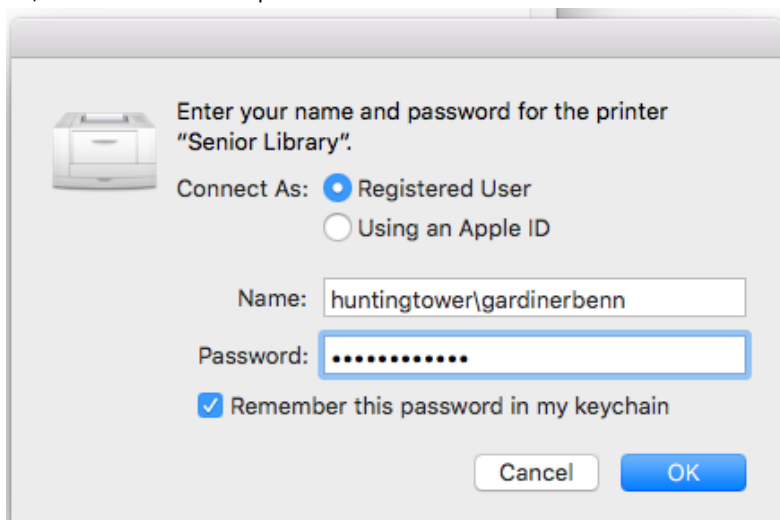 Enter your name and password for the printer
“Senior Library”.
Connect As: Registered User
Using an Apple ID
Name: huntingtower\gardinerbenn
Password: ••••••••••••
Remember this password in my keychain
Cancel OK